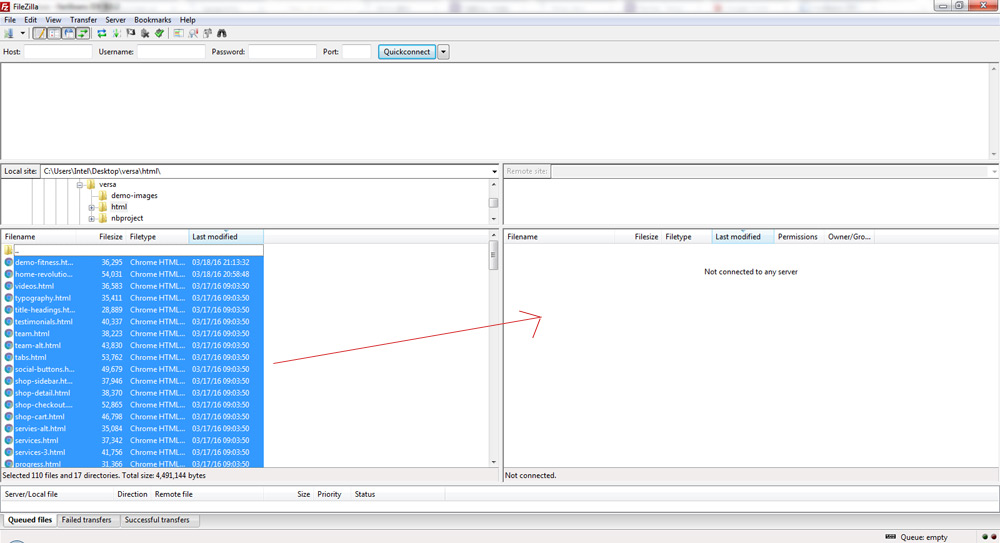 FileZilla
File Edit View Transfer Server Bookmarks Help
Host: Username: Password: Port: Quickconnect
Local site: C:\Users\Intel\Desktop\versa\html\ Remote site:
versa
demo-images
html
nbproject
Filename Filesize Filetype Last modified
..
demo-fitness.ht... 36,295 Chrome HTML... 03/18/16 21:13:32
home-revolutio... 54,031 Chrome HTML... 03/18/16 20:58:48
videos.html 36,583 Chrome HTML... 03/17/16 09:03:50
typography.html 35,411 Chrome HTML... 03/17/16 09:03:50
title-headings.ht... 28,889 Chrome HTML... 03/17/16 09:03:50
testimonials.html 40,337 Chrome HTML... 03/17/16 09:03:50
team.html 38,223 Chrome HTML... 03/17/16 09:03:50
team-alt.html 43,830 Chrome HTML... 03/17/16 09:03:50
tabs.html 53,762 Chrome HTML... 03/17/16 09:03:50
social-buttons.h... 49,679 Chrome HTML... 03/17/16 09:03:50
shop-sidebar.ht... 37,946 Chrome HTML... 03/17/16 09:03:50
shop-detail.html 38,370 Chrome HTML... 03/17/16 09:03:50
shop-checkout.... 52,865 Chrome HTML... 03/17/16 09:03:50
shop-cart.html 46,798 Chrome HTML... 03/17/16 09:03:50
servies-alt.html 35,084 Chrome HTML... 03/17/16 09:03:50
services.html 37,342 Chrome HTML... 03/17/16 09:03:50
services-3.html 41,756 Chrome HTML... 03/17/16 09:03:50
progress.html 31,366 Chrome HTML... 03/17/16 09:03:50
Selected 110 files and 17 directories. Total size: 4,491,144 bytes
Filename Filesize Filetype Last modified Permissions Owner/Gro...
Not connected to any server
Not connected.
Server/Local file Direction Remote file Size Priority Status
Queued files Failed transfers Successful transfers
Queue: empty